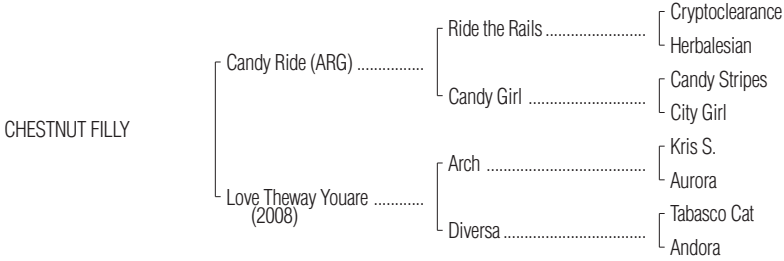 Cryptoclearance
Ride the Rails ........................
Herbalesian
Candy Ride (ARG) ................
Candy Stripes
Candy Girl ............................
City Girl
CHESTNUT FILLY
Kris S.
Arch ......................................
Aurora
Love Theway Youare ............
(2008)
Tabasco Cat
Diversa ..................................
Andora